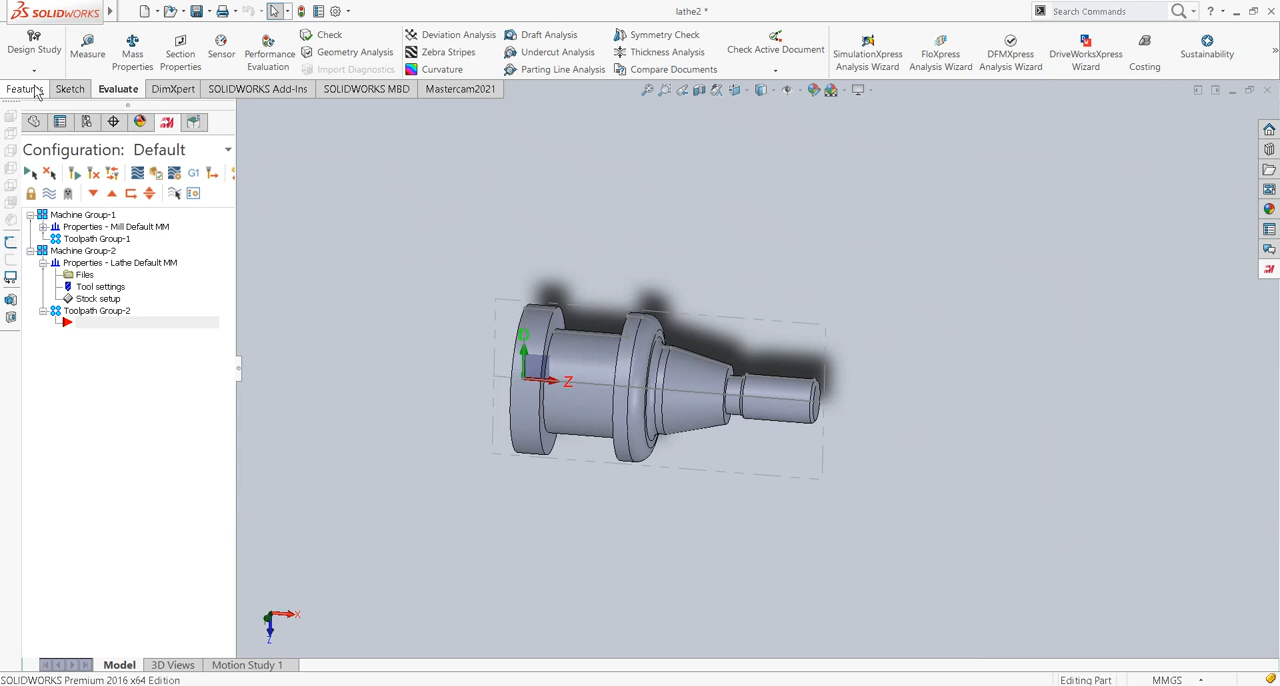 SOLIDWORKS
lathe2 *
Search Commands
?
Design Study
Measure
Mass Properties
Section Properties
Sensor
Performance Evaluation
Check
Geometry Analysis
Import Diagnostics
Deviation Analysis
Zebra Stripes
Curvature
Draft Analysis
Undercut Analysis
Parting Line Analysis
Symmetry Check
Thickness Analysis
Compare Documents
Check Active Document
SimulationXpress Analysis Wizard
FloXpress Analysis Wizard
DFMXpress Analysis Wizard
DriveWorksXpress Wizard
Costing
Sustainability
Features
Sketch
Evaluate
DimXpert
SOLIDWORKS Add-Ins
SOLIDWORKS MBD
Mastercam2021
Configuration: Default
G1
Machine Group-1
Properties - Mill Default MM
Toolpath Group-1
Machine Group-2
Properties - Lathe Default MM
Files
Tool settings
Stock setup
Toolpath Group-2
D
Z
X
Z
Model
3D Views
Motion Study 1
SOLIDWORKS Premium 2016 x64 Edition
Editing Part
MMGS